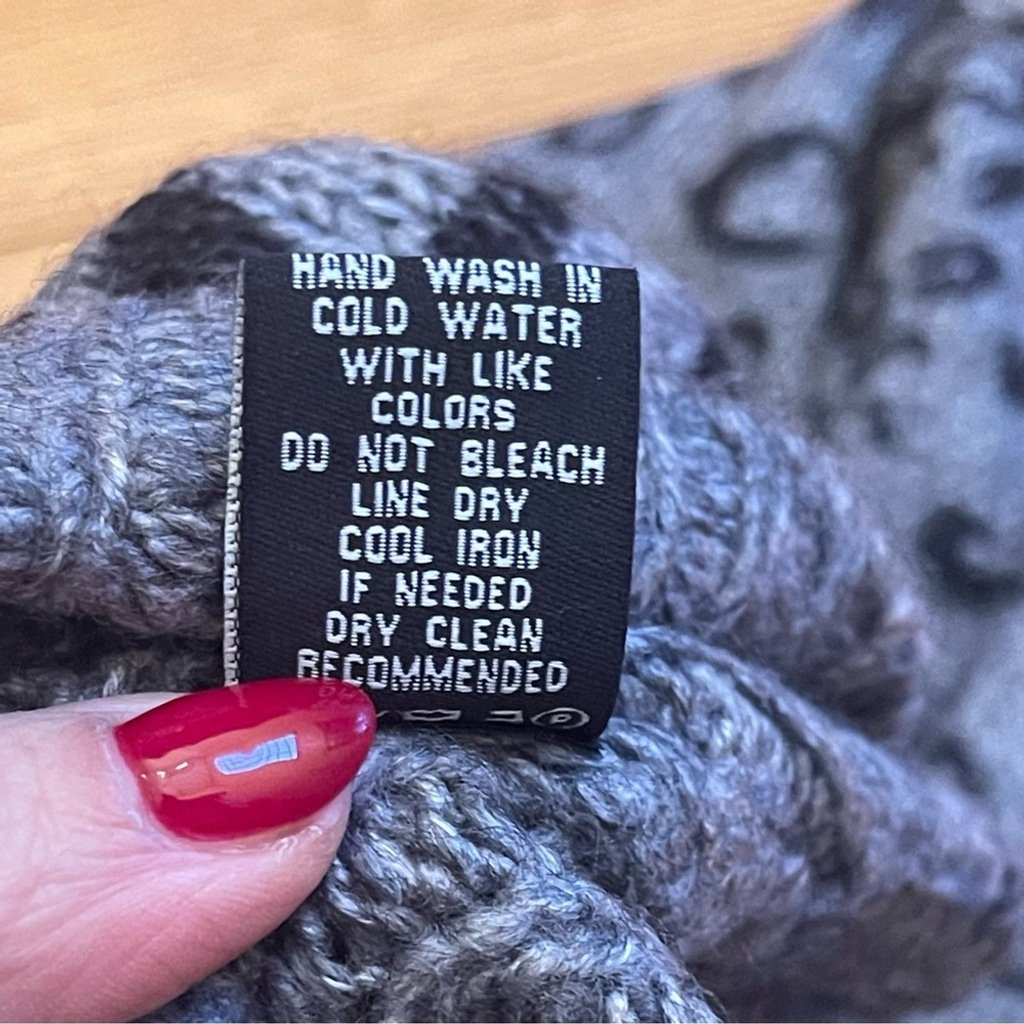 HAND WASH IN
COLD WATER
WITH LIKE
COLORS
DO NOT BLEACH
LINE DRY
COOL IRON
IF NEEDED
DRY CLEAN
RECOMMENDED
P